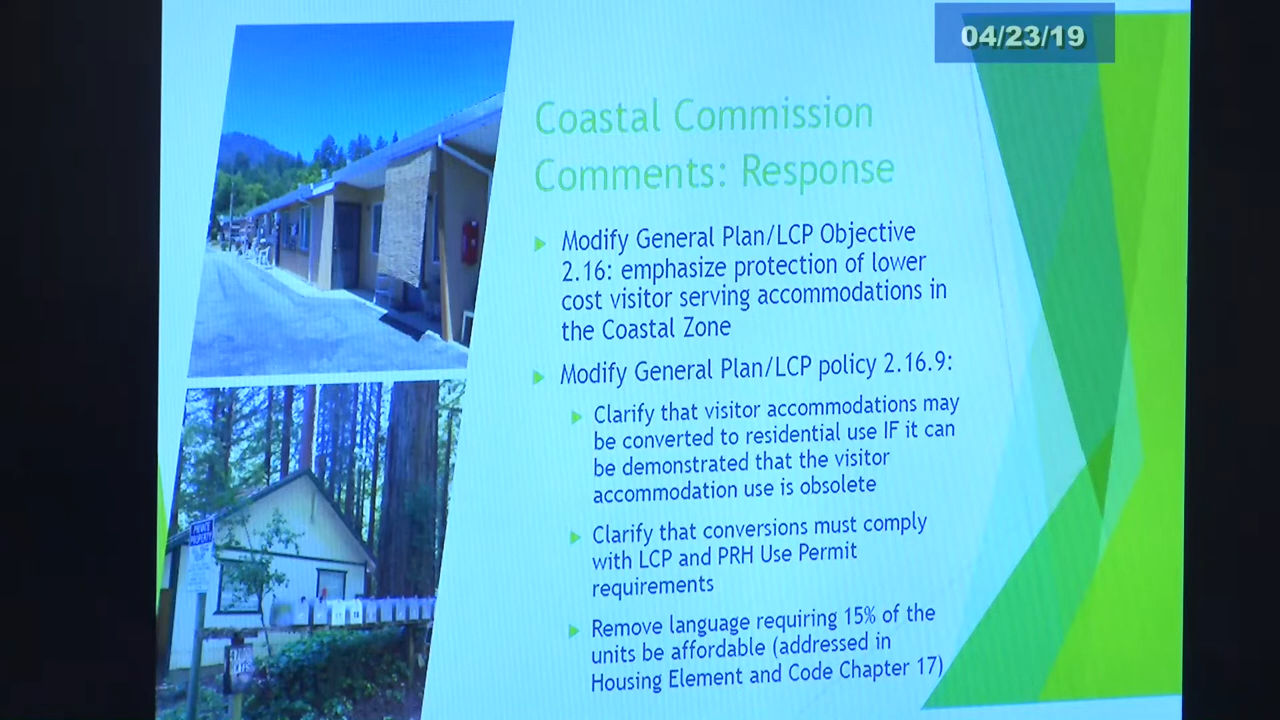 04/23/19
Coastal Commission
Comments: Response
Modify General Plan/LCP Objective
2.16: emphasize protection of lower
cost visitor serving accommodations in
the Coastal Zone
Modify General Plan/LCP policy 2.16.9:
Clarify that visitor accommodations may
be converted to residential use IF it can
be demonstrated that the visitor
accommodation use is obsolete
Clarify that conversions must comply
with LCP and PRH Use Permit
requirements
Remove language requiring 15% of the
units be affordable (addressed in
Housing Element and Code Chapter 17)
PRIVATE
PROPERTY